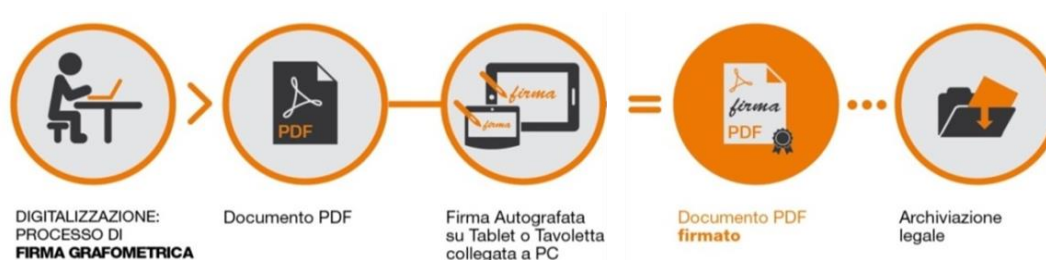 PDF
firma
firma
firma
PDF
DIGITALIZZAZIONE:
PROCESSO DI
FIRMA GRAFOMETRICA
Documento PDF
Firma Autografata
su Tablet o Tavoletta
collegata a PC
Documento PDF
firmato
Archiviazione
legale